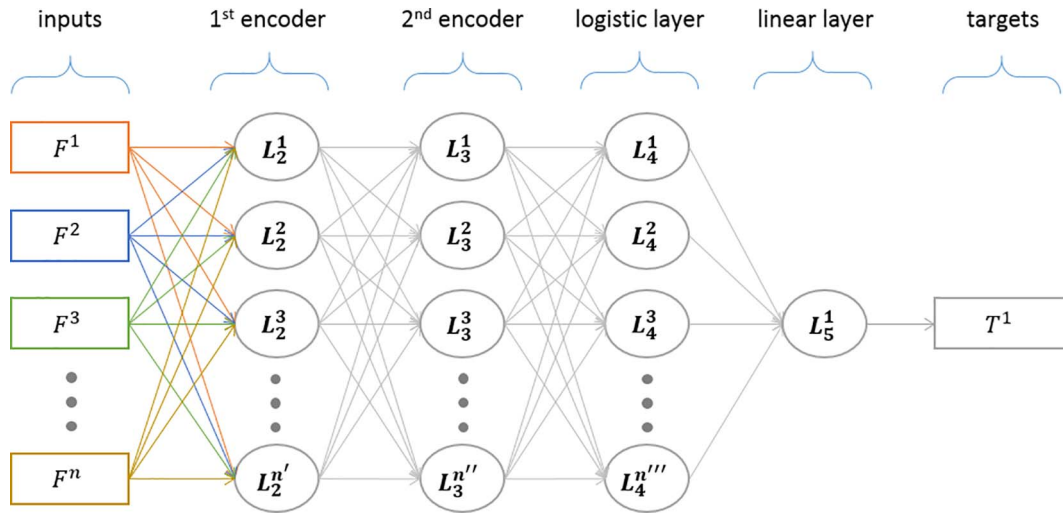 inputs 1st encoder 2nd encoder logistic layer linear layer targets
F¹ L₂¹ L₃¹ L₄¹
F² L₂² L₃² L₄²
F³ L₂³ L₃³ L₄³ L₅¹ T¹
Fⁿ L₂ⁿ′ L₃ⁿ″ L₄ⁿ‴